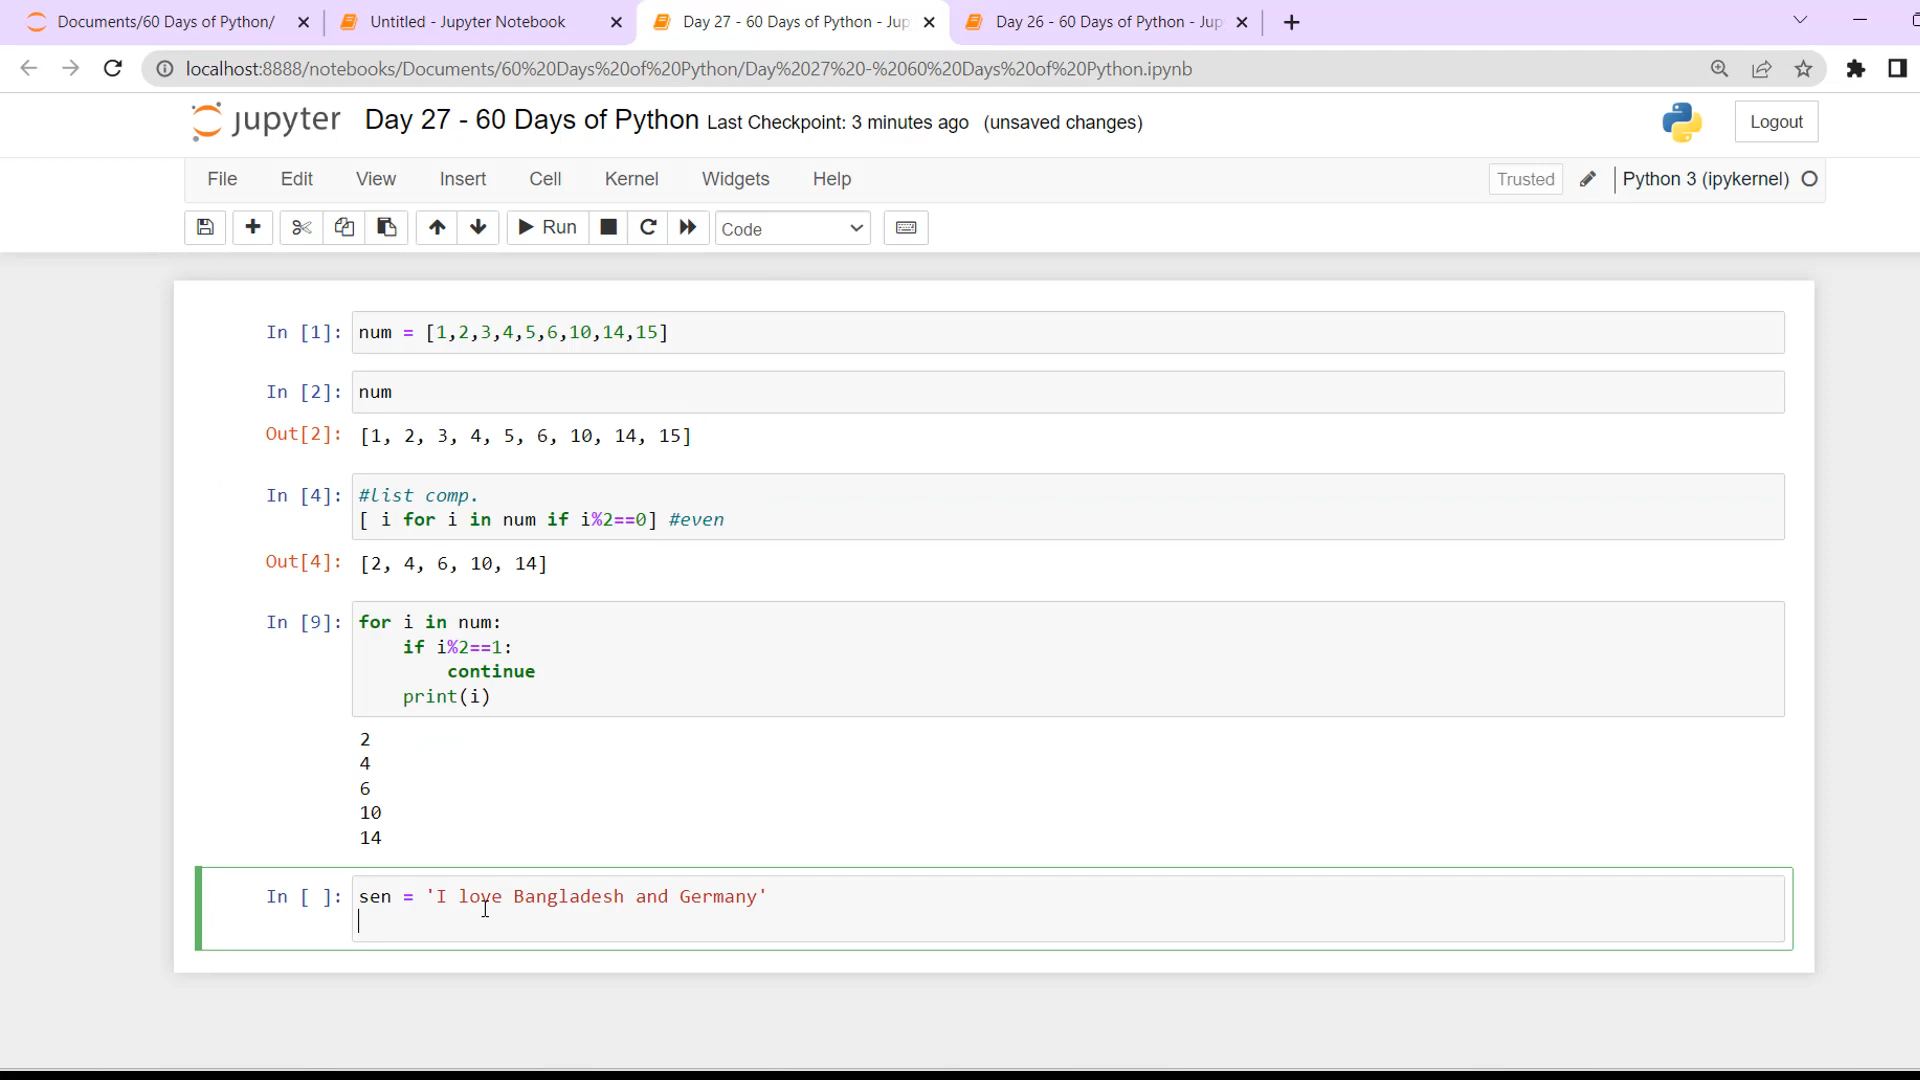 Documents/60 Days of Python/
Untitled - Jupyter Notebook
Day 27 - 60 Days of Python - Jup
Day 26 - 60 Days of Python - Jup
localhost:8888/notebooks/Documents/60%20Days%20of%20Python/Day%2027%20-%2060%20Days%20of%20Python.ipynb
jupyter Day 27 - 60 Days of Python Last Checkpoint: 3 minutes ago (unsaved changes)
Logout
File Edit View Insert Cell Kernel Widgets Help
Trusted Python 3 (ipykernel)
Run Code
In [1]: num = [1,2,3,4,5,6,10,14,15]
In [2]: num
Out[2]: [1, 2, 3, 4, 5, 6, 10, 14, 15]
In [4]: #list comp.
[ i for i in num if i%2==0] #even
Out[4]: [2, 4, 6, 10, 14]
In [9]: for i in num:
if i%2==1:
continue
print(i)
2
4
6
10
14
In [ ]: sen = 'I love Bangladesh and Germany'